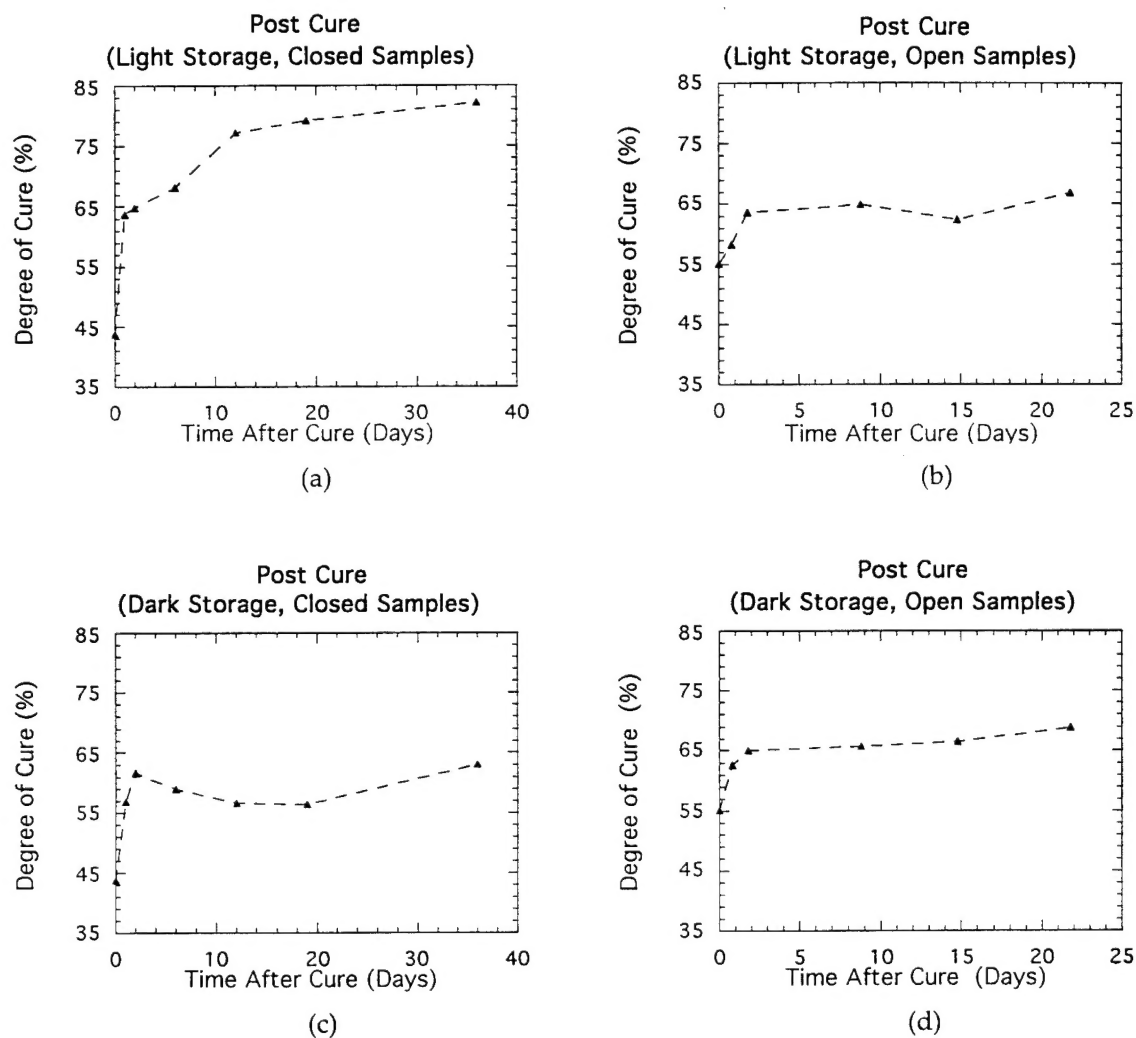 Post Cure
(Light Storage, Closed Samples)
85
75
65
55
45
35
Degree of Cure (%)
0 10 20 30 40
Time After Cure (Days)
(a)
Post Cure
(Light Storage, Open Samples)
85
75
65
55
45
35
Degree of Cure (%)
0 5 10 15 20 25
Time After Cure (Days)
(b)
Post Cure
(Dark Storage, Closed Samples)
85
75
65
55
45
35
Degree of Cure (%)
0 10 20 30 40
Time After Cure (Days)
(c)
Post Cure
(Dark Storage, Open Samples)
85
75
65
55
45
35
Degree of Cure (%)
0 5 10 15 20 25
Time After Cure (Days)
(d)